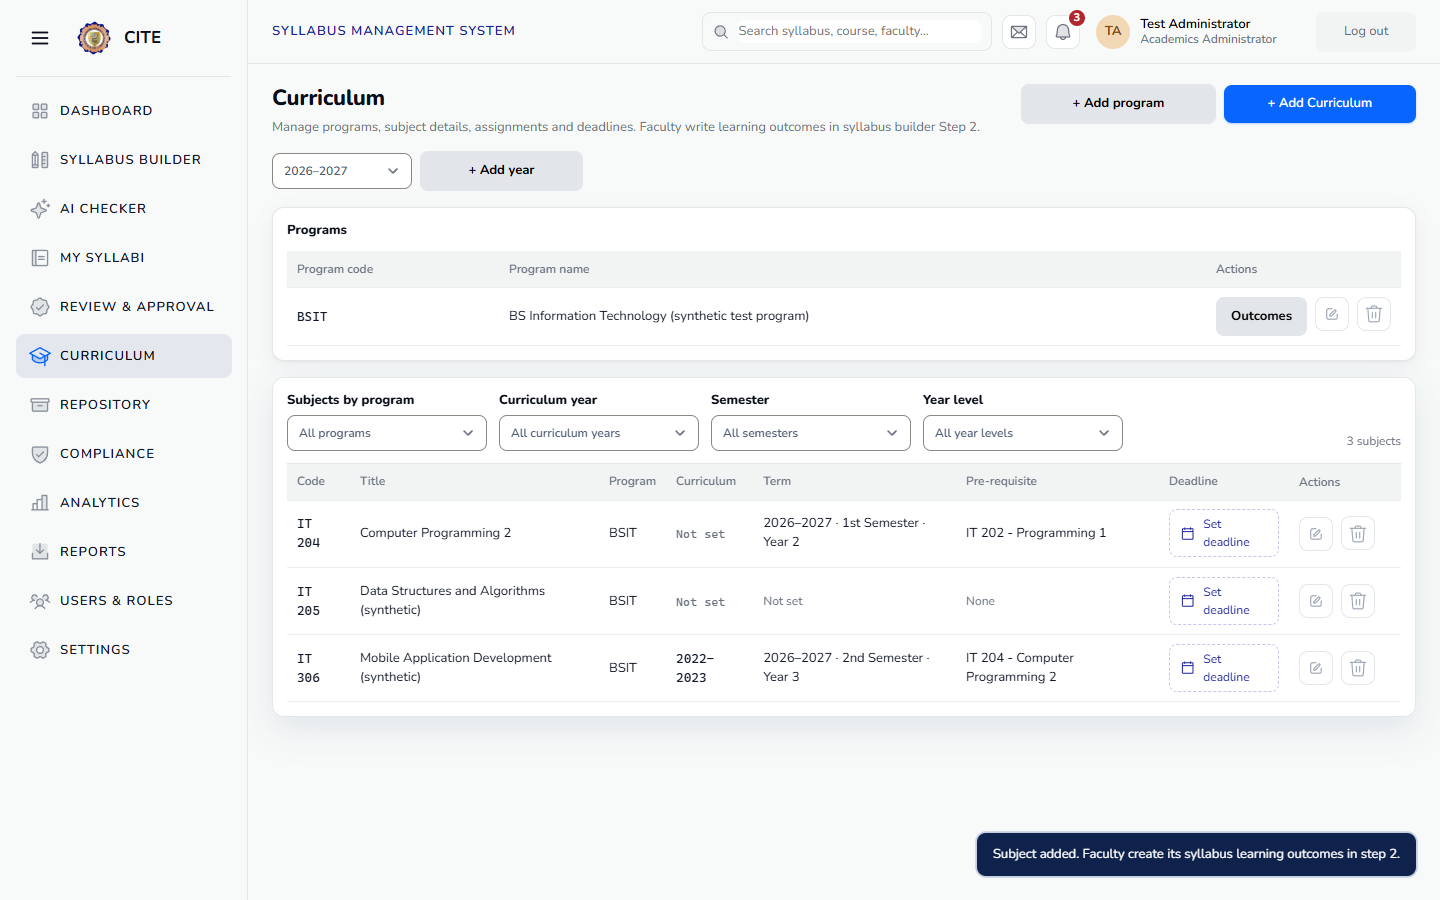 CITE
SYLLABUS MANAGEMENT SYSTEM
Search syllabus, course, faculty...
3
TA
Test Administrator
Academics Administrator
Log out
DASHBOARD
SYLLABUS BUILDER
AI CHECKER
MY SYLLABI
REVIEW & APPROVAL
CURRICULUM
REPOSITORY
COMPLIANCE
ANALYTICS
REPORTS
USERS & ROLES
SETTINGS
Curriculum
Manage programs, subject details, assignments and deadlines. Faculty write learning outcomes in syllabus builder Step 2.
+ Add program
+ Add Curriculum
2026–2027
+ Add year
Programs
Program code Program name Actions
BSIT BS Information Technology (synthetic test program) Outcomes
Subjects by program Curriculum year Semester Year level
All programs All curriculum years All semesters All year levels
3 subjects
Code Title Program Curriculum Term Pre-requisite Deadline Actions
IT 204 Computer Programming 2 BSIT Not set 2026–2027 · 1st Semester · Year 2 IT 202 - Programming 1 Set deadline
IT 205 Data Structures and Algorithms (synthetic) BSIT Not set Not set None Set deadline
IT 306 Mobile Application Development (synthetic) BSIT 2022–2023 2026–2027 · 2nd Semester · Year 3 IT 204 - Computer Programming 2 Set deadline
Subject added. Faculty create its syllabus learning outcomes in step 2.